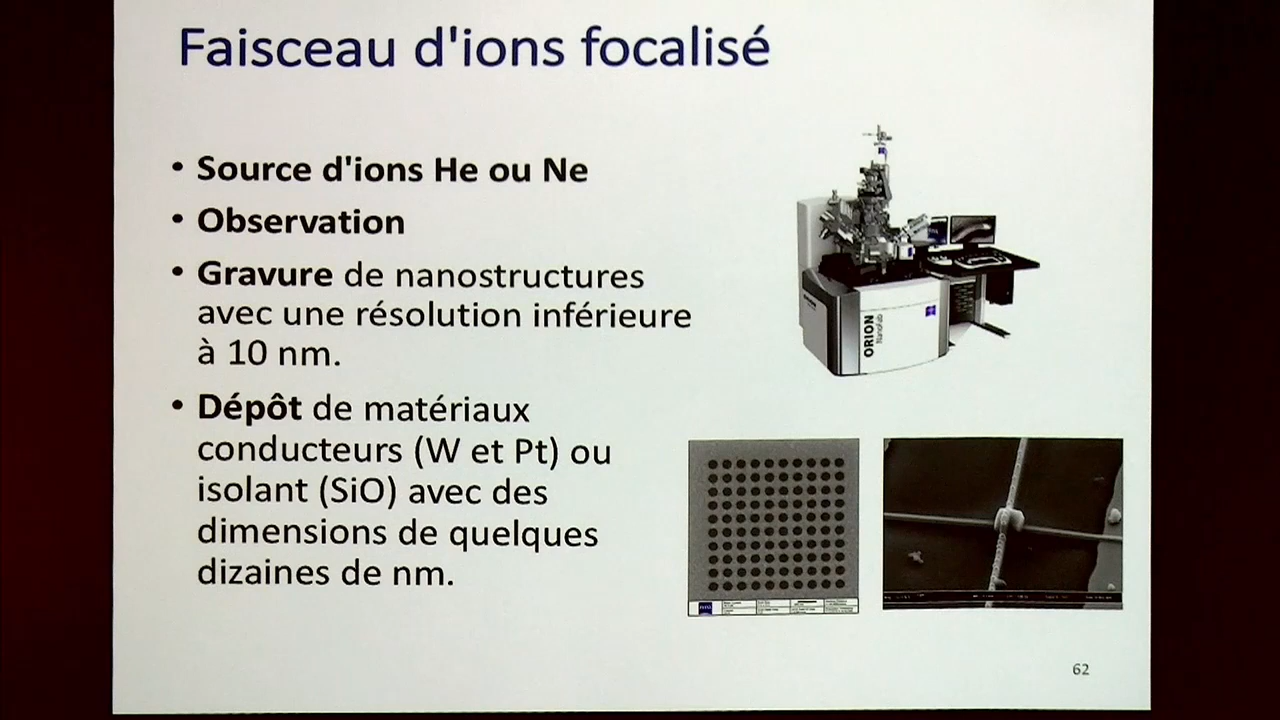 Faisceau d'ions focalisé
• Source d'ions He ou Ne
• Observation
• Gravure de nanostructures
avec une résolution inférieure
à 10 nm.
• Dépôt de matériaux
conducteurs (W et Pt) ou
isolant (SiO) avec des
dimensions de quelques
dizaines de nm.
ORION
NanoFab
62